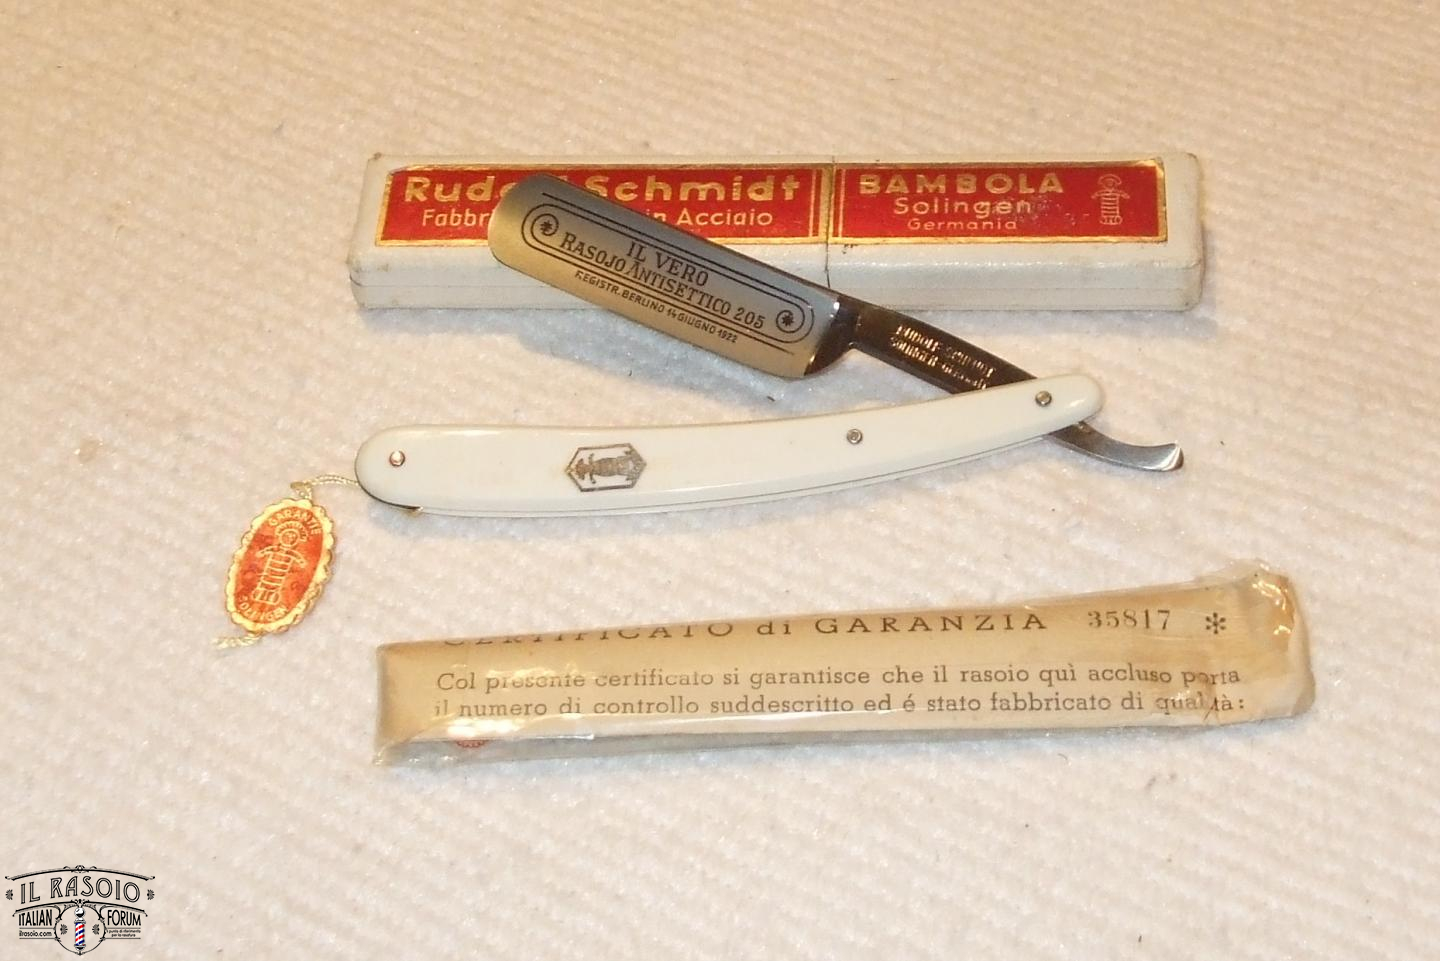 Schmidt
in Acciaio
BAMBOLA
Solingen
Germania
IL VERO
RASOJO ANTISETTICO 205
REGISTR. BERLINO 14 GIUGNO 1922
GARANTIE
SOLINGEN
CERTIFICATO di GARANZIA 35817 *
Col presente certificato si garantisce che il rasoio quì accluso porta
il numero di controllo suddescritto ed é stato fabbricato di qualità:
IL RASOIO
ITALIAN FORUM
ilrasoio.com